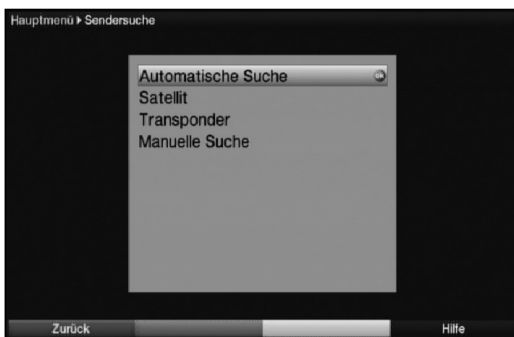 Hauptmenü ▸ Sendersuche
Automatische Suche
Satellit
Transponder
Manuelle Suche
Zurück
Hilfe